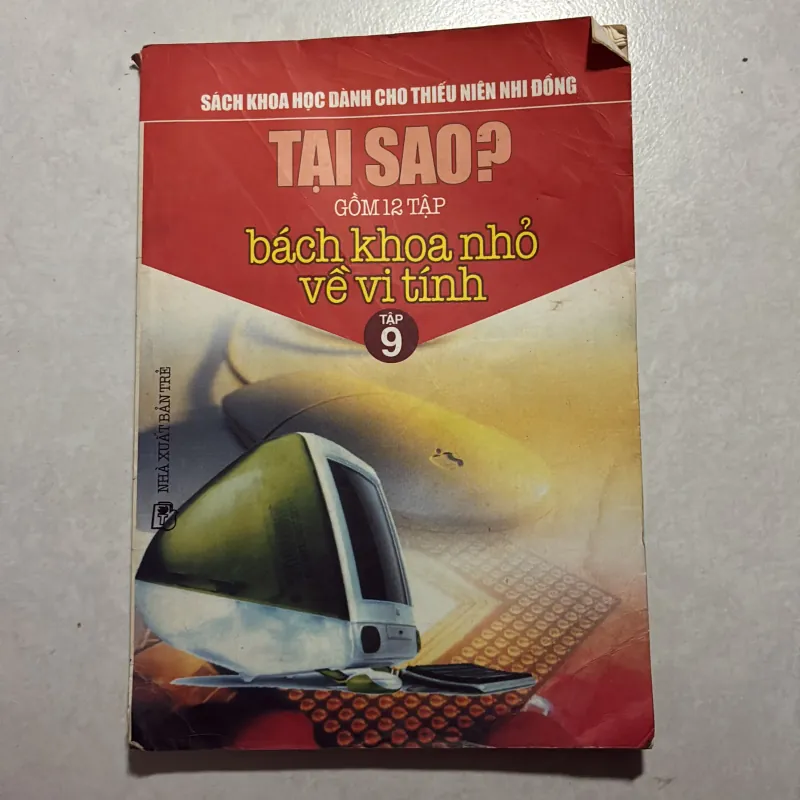 SÁCH KHOA HỌC DÀNH CHO THIẾU NIÊN NHI ĐỒNG
TẠI SAO?
GỒM 12 TẬP
bách khoa nhỏ
về vi tính
TẬP
9
NHÀ XUẤT BẢN TRẺ